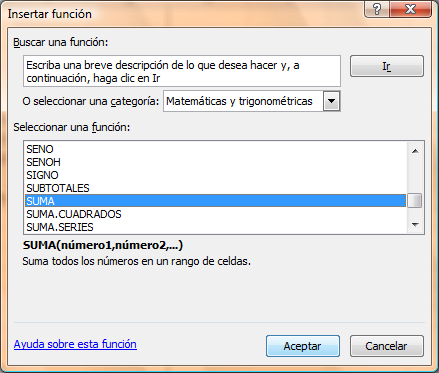 Insertar función
Buscar una función:
Escriba una breve descripción de lo que desea hacer y, a
continuación, haga clic en Ir
Ir
O seleccionar una categoría: Matemáticas y trigonométricas
Seleccionar una función:
SENO
SENOH
SIGNO
SUBTOTALES
SUMA
SUMA.CUADRADOS
SUMA.SERIES
SUMA(número1,número2,...)
Suma todos los números en un rango de celdas.
Ayuda sobre esta función
Aceptar
Cancelar